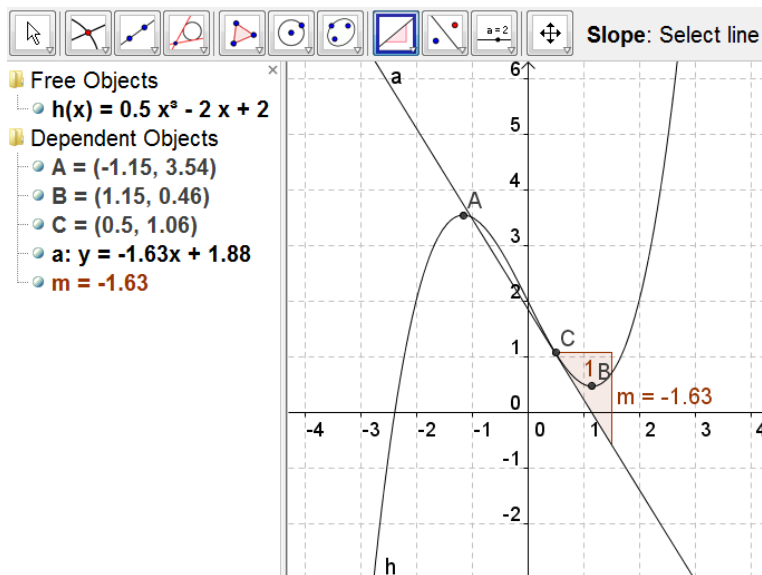 a=2
Slope: Select line
Free Objects
h(x) = 0.5 x³ - 2 x + 2
Dependent Objects
A = (-1.15, 3.54)
B = (1.15, 0.46)
C = (0.5, 1.06)
a: y = -1.63x + 1.88
m = -1.63
a
6
5
4
3
2
1
0
-1
-2
A
C
1
B
m = -1.63
-4
-3
-2
-1
0
1
2
3
4
h